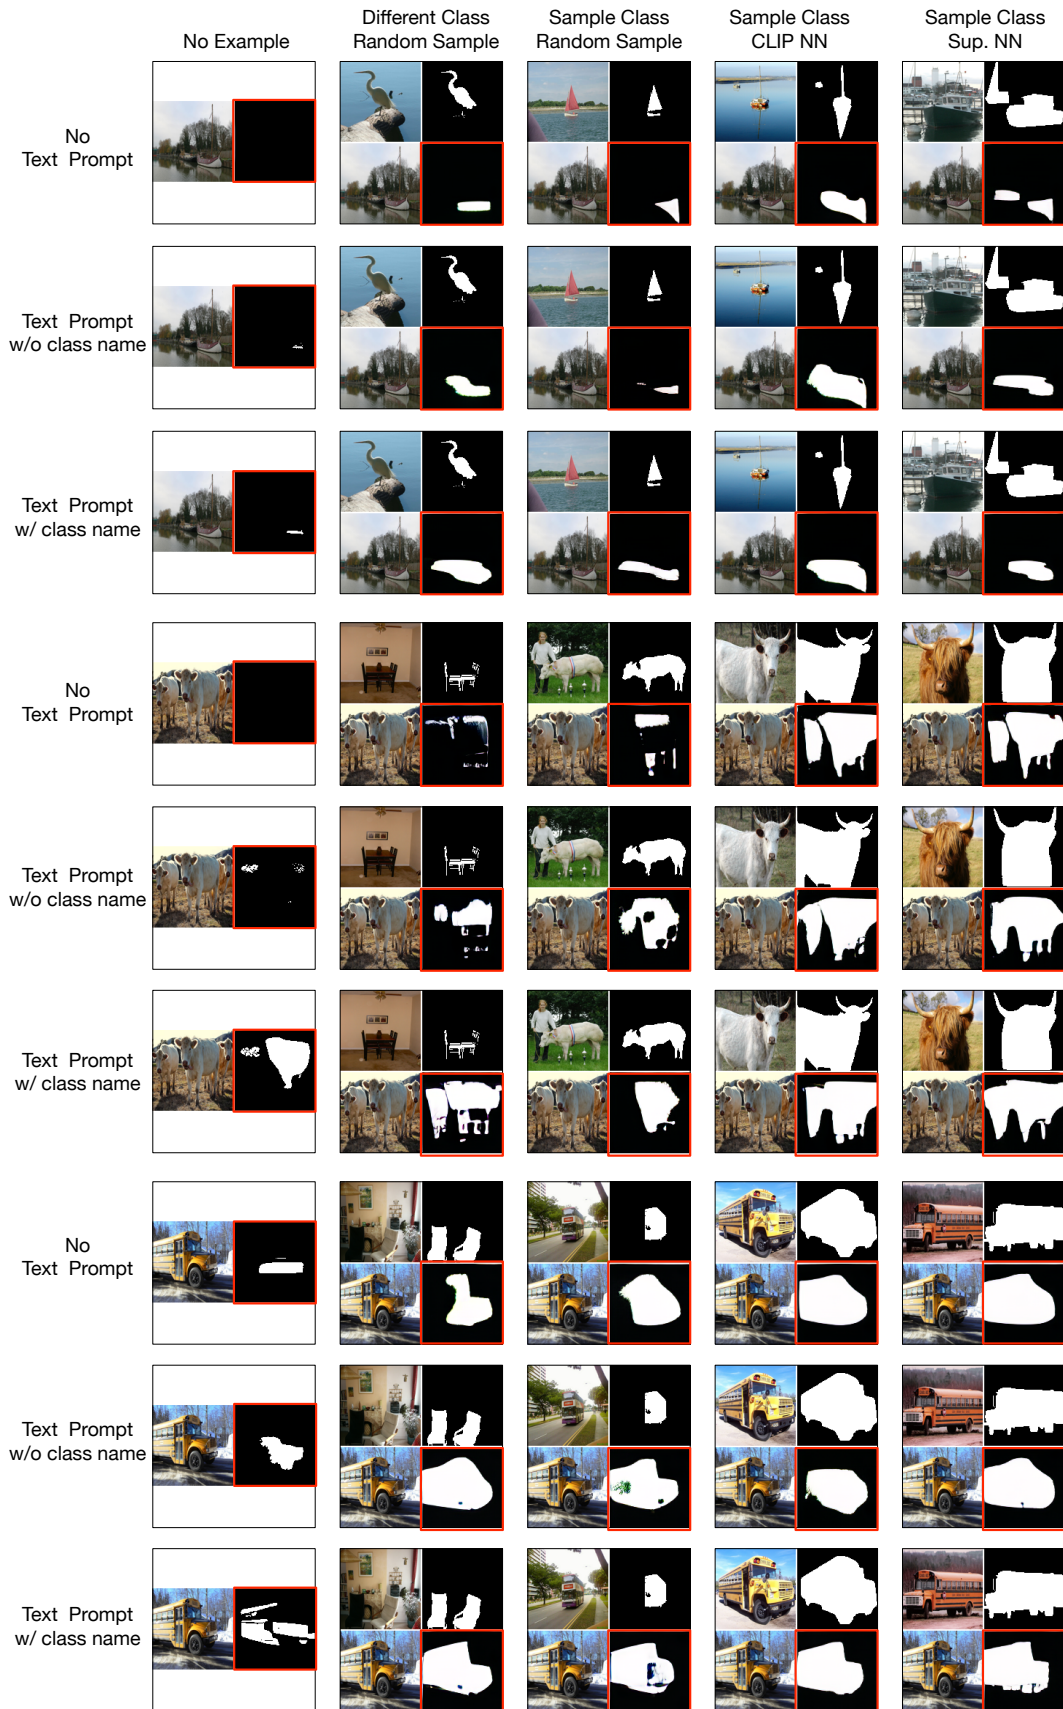 No Example
Different Class
Random Sample
Sample Class
Random Sample
Sample Class
CLIP NN
Sample Class
Sup. NN
No
Text Prompt
Text Prompt
w/o class name
Text Prompt
w/ class name
No
Text Prompt
Text Prompt
w/o class name
Text Prompt
w/ class name
No
Text Prompt
Text Prompt
w/o class name
Text Prompt
w/ class name